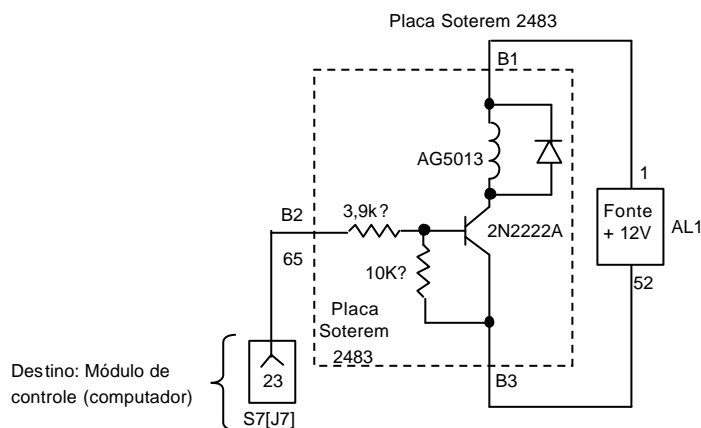 Placa Soterem 2483
B1
AG5013
1
B2
3,9k?
2N2222A
Fonte
+ 12V
AL1
65
10K?
52
Placa
Soterem
2483
B3
Destino: Módulo de
controle (computador)
23
S7[J7]